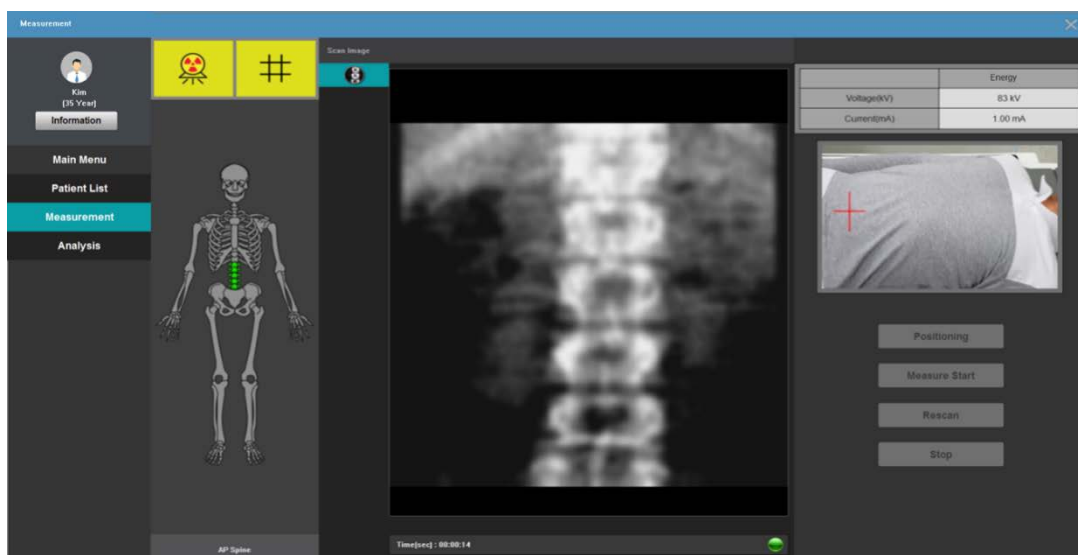 Measurement
Kim
(35 Year)
Information
Main Menu
Patient List
Measurement
Analysis
AP Spine
Scan Image
Time(sec) : 00:00:14
Energy
Voltage(kV) 83 kV
Current(mA) 1.00 mA
Positioning
Measure Start
Rescan
Stop